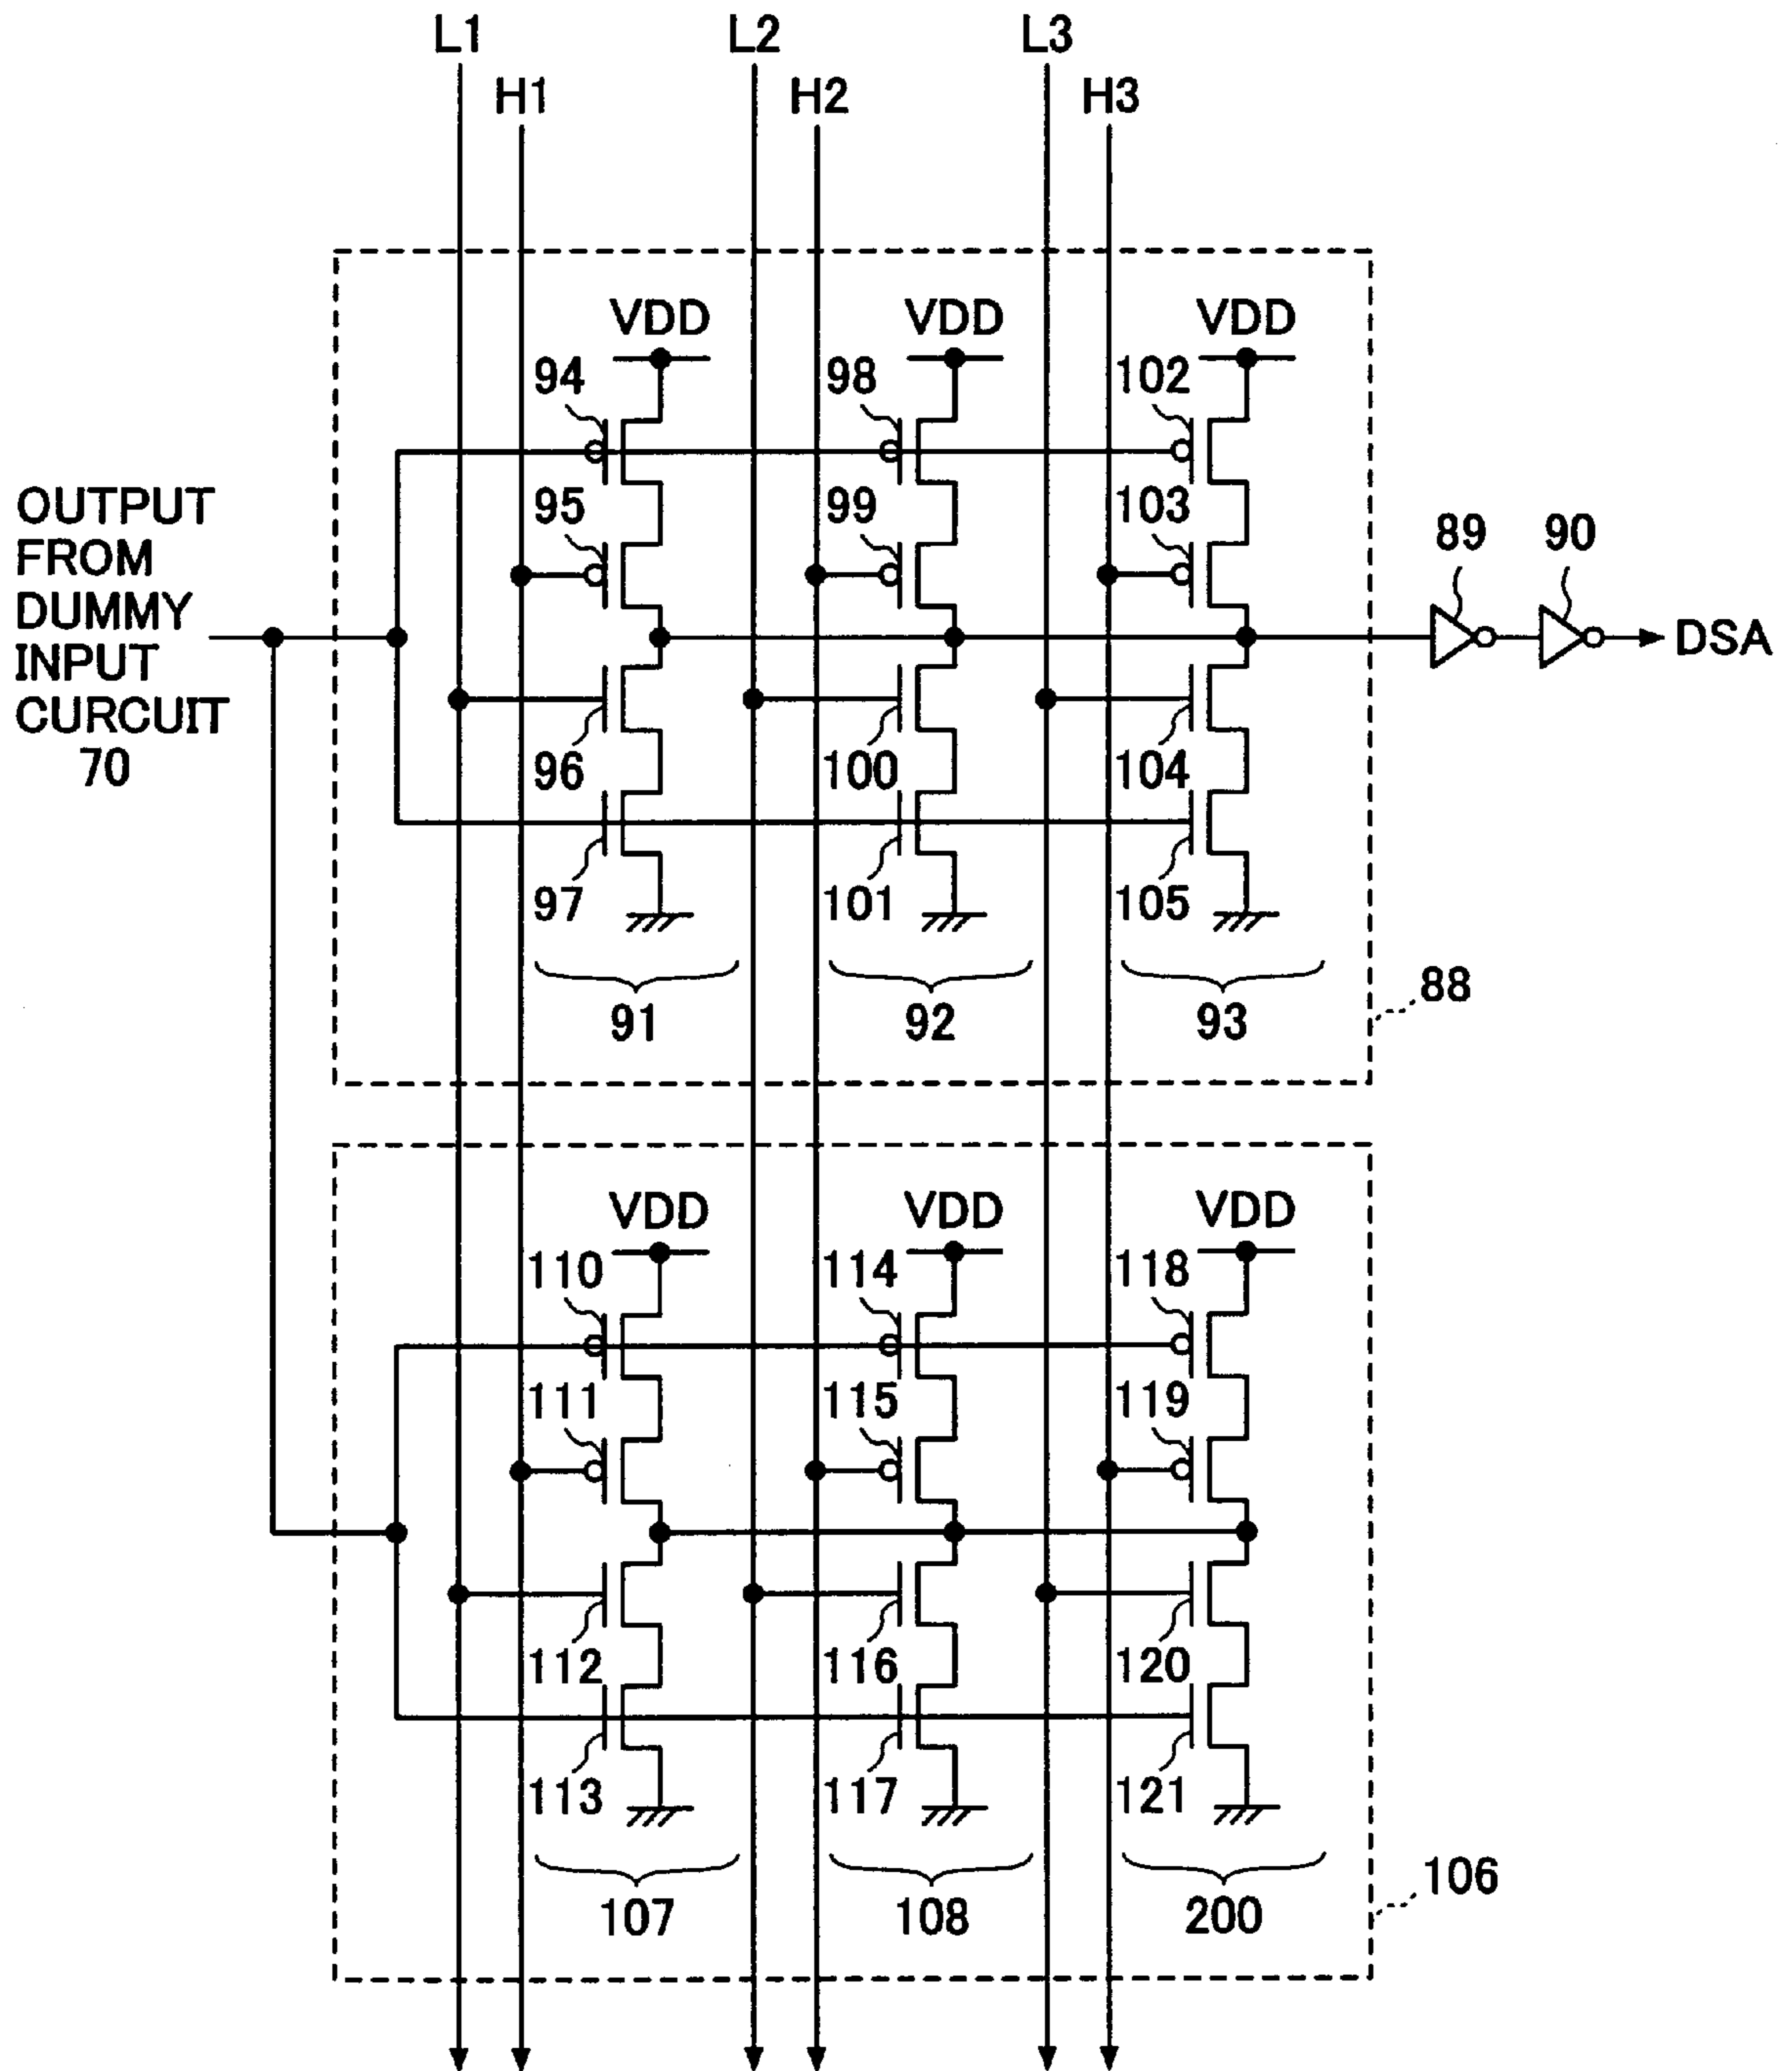 L1
L2
L3
H1
H2
H3
VDD
VDD
VDD
94
98
102
OUTPUT
FROM
DUMMY
INPUT
CURCUIT
70
95
99
103
89
90
DSA
96
100
104
97
101
105
91
92
93
88
VDD
VDD
VDD
110
114
118
111
115
119
112
116
120
113
117
121
107
108
200
106